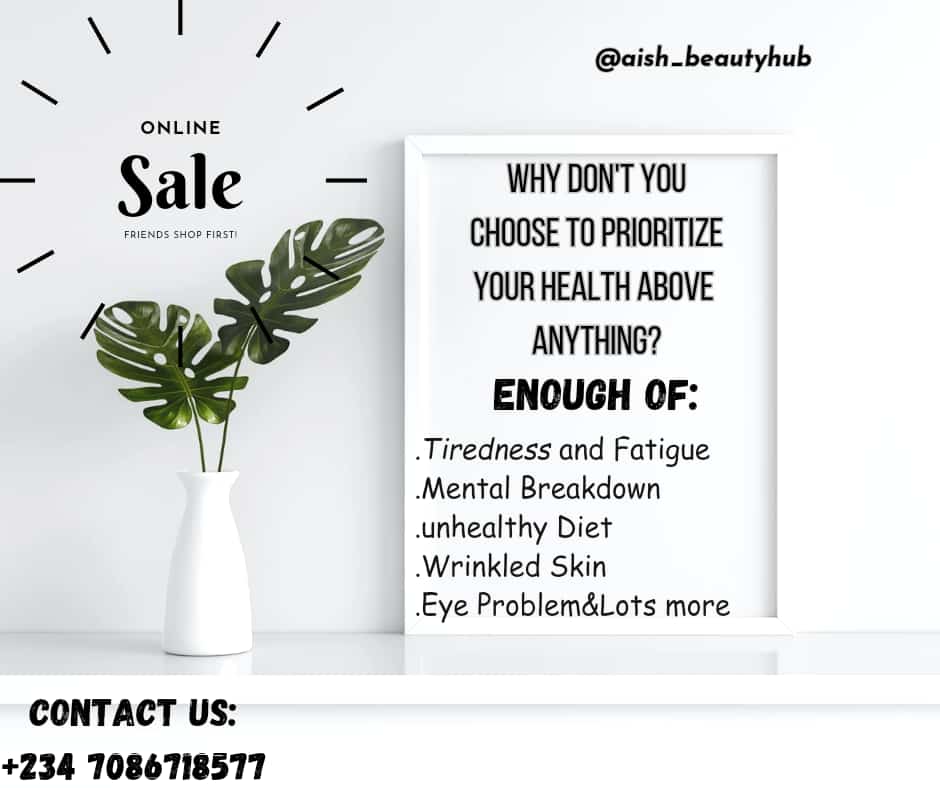 @aish_beautyhub
ONLINE
Sale
FRIENDS SHOP FIRST!
WHY DON'T YOU
CHOOSE TO PRIORITIZE
YOUR HEALTH ABOVE
ANYTHING?
ENOUGH OF:
.Tiredness and Fatigue
.Mental Breakdown
.unhealthy Diet
.Wrinkled Skin
.Eye Problem&Lots more
CONTACT US:
+234 7086718577